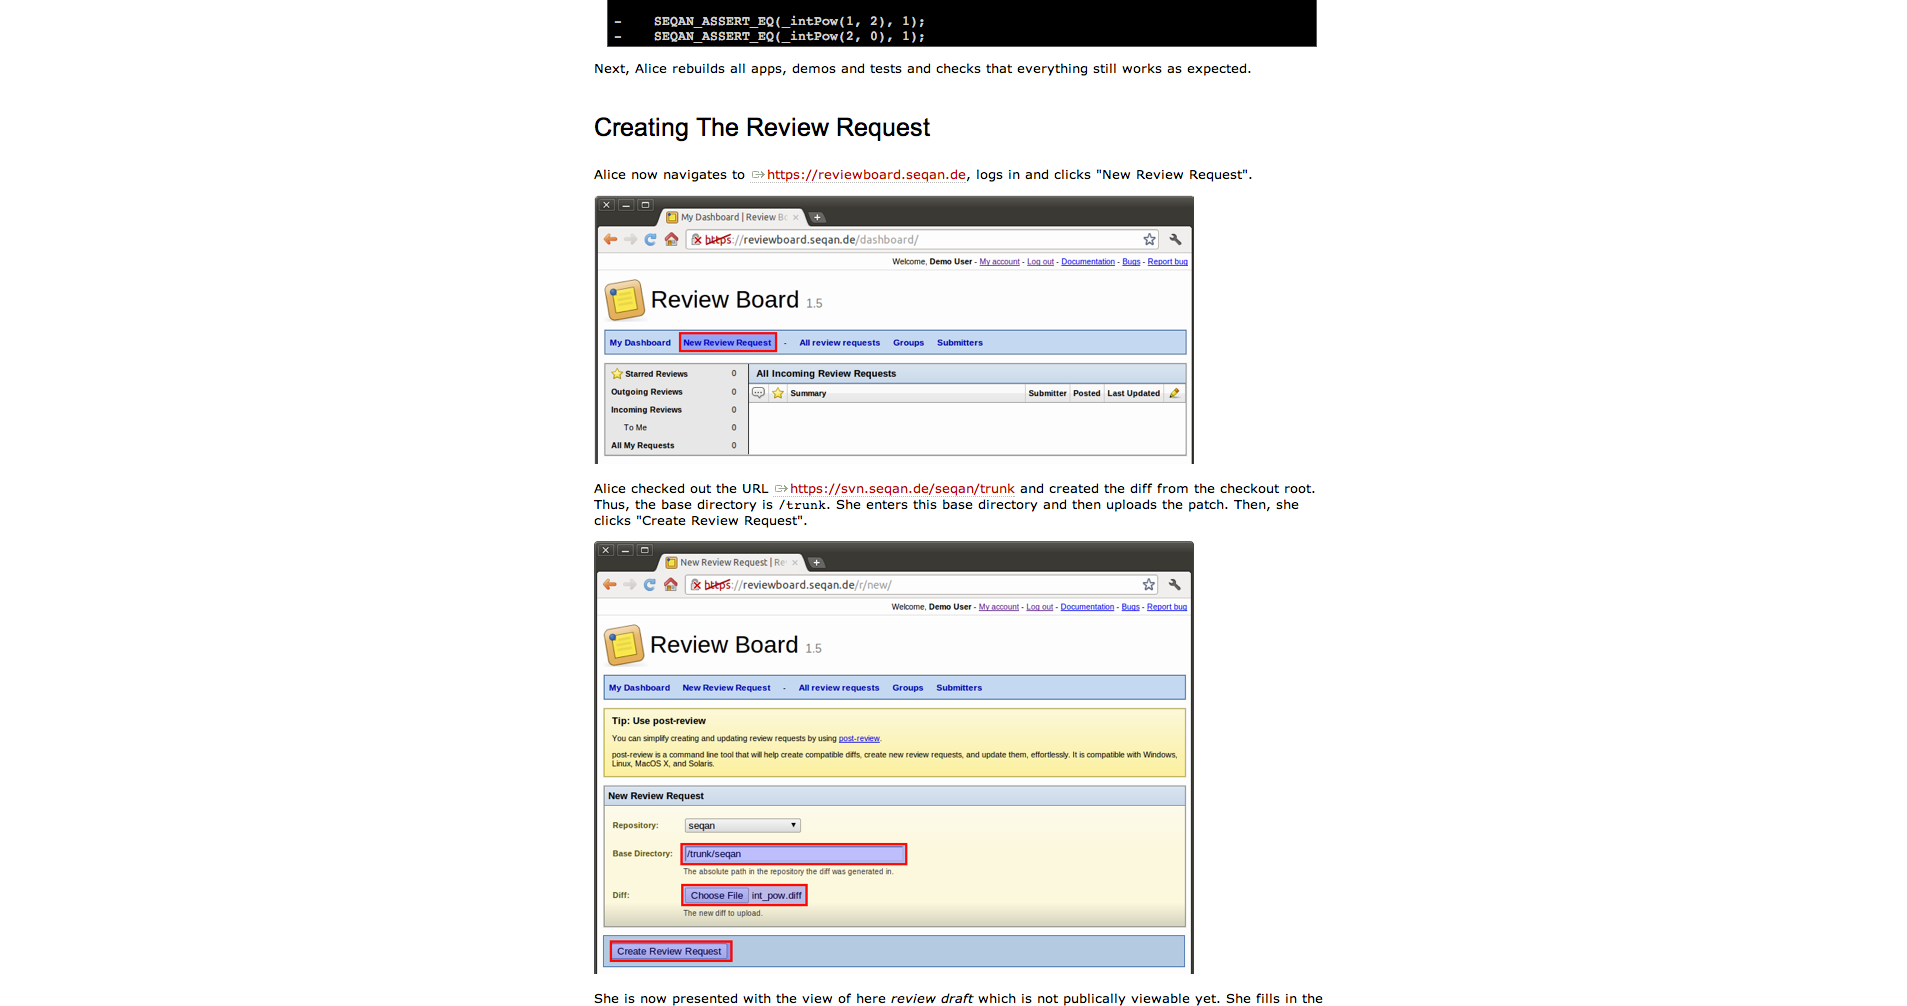 -    SEQAN_ASSERT_EQ(_intPow(1, 2), 1);
-    SEQAN_ASSERT_EQ(_intPow(2, 0), 1);
Next, Alice rebuilds all apps, demos and tests and checks that everything still works as expected.
Creating The Review Request
Alice now navigates to https://reviewboard.seqan.de, logs in and clicks "New Review Request".
My Dashboard | Review Bo
https://reviewboard.seqan.de/dashboard/
Welcome, Demo User - My account - Log out - Documentation - Bugs - Report bug
Review Board 1.5
My Dashboard New Review Request - All review requests Groups Submitters
Starred Reviews 0
All Incoming Review Requests
Outgoing Reviews 0
Summary Submitter Posted Last Updated
Incoming Reviews 0
To Me 0
All My Requests 0
Alice checked out the URL https://svn.seqan.de/seqan/trunk and created the diff from the checkout root.
Thus, the base directory is /trunk. She enters this base directory and then uploads the patch. Then, she
clicks "Create Review Request".
New Review Request | Re
https://reviewboard.seqan.de/r/new/
Welcome, Demo User - My account - Log out - Documentation - Bugs - Report bug
Review Board 1.5
My Dashboard New Review Request - All review requests Groups Submitters
Tip: Use post-review
You can simplify creating and updating review requests by using post-review.
post-review is a command line tool that will help create compatible diffs, create new review requests, and update them, effortlessly. It is compatible with Windows,
Linux, MacOS X, and Solaris.
New Review Request
Repository: seqan
Base Directory: /trunk/seqan
The absolute path in the repository the diff was generated in.
Diff: Choose File int_pow.diff
The new diff to upload.
Create Review Request
She is now presented with the view of here review draft which is not publically viewable yet. She fills in the